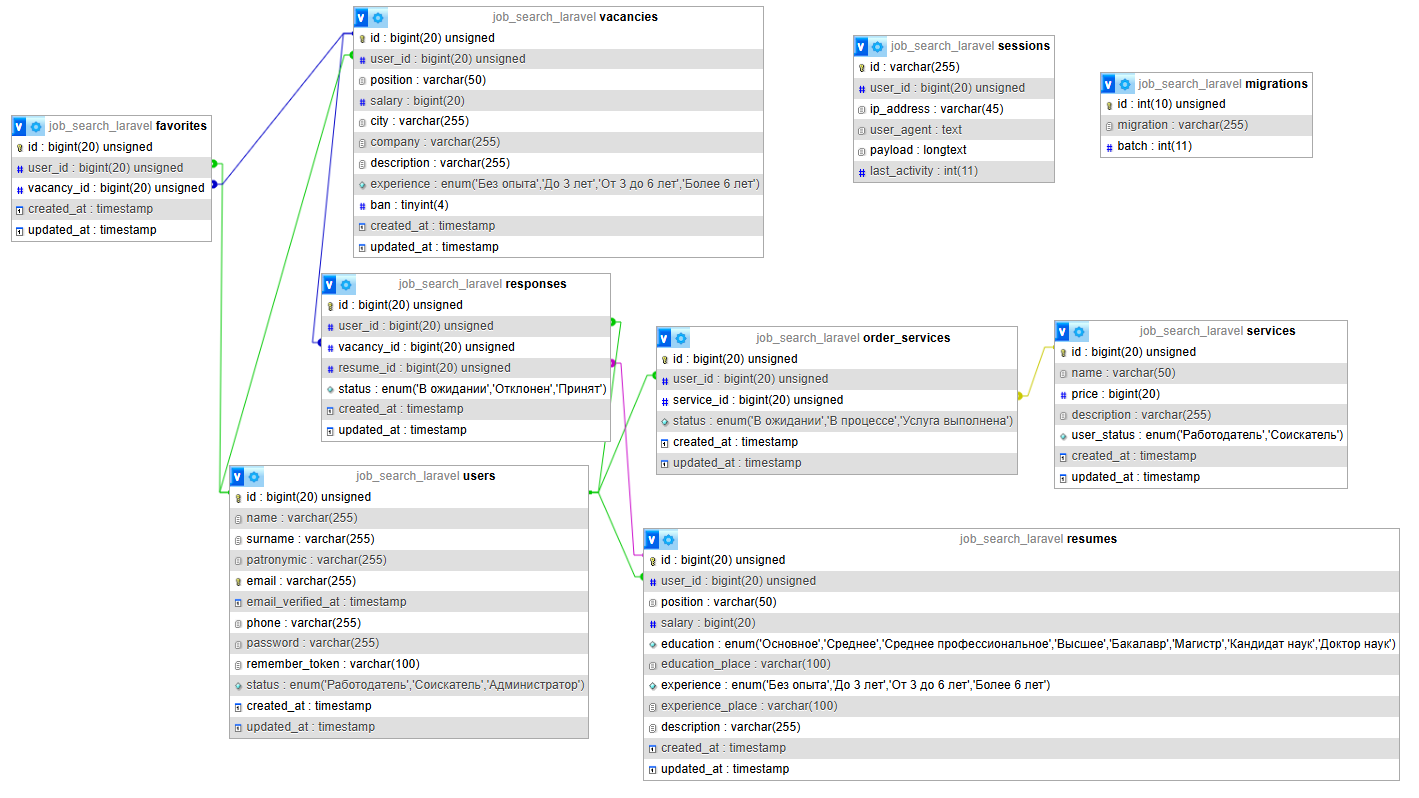 job_search_laravel vacancies
id : bigint(20) unsigned
user_id : bigint(20) unsigned
position : varchar(50)
salary : bigint(20)
city : varchar(255)
company : varchar(255)
description : varchar(255)
experience : enum('Без опыта','До 3 лет','От 3 до 6 лет','Более 6 лет')
ban : tinyint(4)
created_at : timestamp
updated_at : timestamp
job_search_laravel sessions
id : varchar(255)
user_id : bigint(20) unsigned
ip_address : varchar(45)
user_agent : text
payload : longtext
last_activity : int(11)
job_search_laravel migrations
id : int(10) unsigned
migration : varchar(255)
batch : int(11)
job_search_laravel favorites
id : bigint(20) unsigned
user_id : bigint(20) unsigned
vacancy_id : bigint(20) unsigned
created_at : timestamp
updated_at : timestamp
job_search_laravel responses
id : bigint(20) unsigned
user_id : bigint(20) unsigned
vacancy_id : bigint(20) unsigned
resume_id : bigint(20) unsigned
status : enum('В ожидании','Отклонен','Принят')
created_at : timestamp
updated_at : timestamp
job_search_laravel order_services
id : bigint(20) unsigned
user_id : bigint(20) unsigned
service_id : bigint(20) unsigned
status : enum('В ожидании','В процессе','Услуга выполнена')
created_at : timestamp
updated_at : timestamp
job_search_laravel services
id : bigint(20) unsigned
name : varchar(50)
price : bigint(20)
description : varchar(255)
user_status : enum('Работодатель','Соискатель')
created_at : timestamp
updated_at : timestamp
job_search_laravel users
id : bigint(20) unsigned
name : varchar(255)
surname : varchar(255)
patronymic : varchar(255)
email : varchar(255)
email_verified_at : timestamp
phone : varchar(255)
password : varchar(255)
remember_token : varchar(100)
status : enum('Работодатель','Соискатель','Администратор')
created_at : timestamp
updated_at : timestamp
job_search_laravel resumes
id : bigint(20) unsigned
user_id : bigint(20) unsigned
position : varchar(50)
salary : bigint(20)
education : enum('Основное','Среднее','Среднее профессиональное','Высшее','Бакалавр','Магистр','Кандидат наук','Доктор наук')
education_place : varchar(100)
experience : enum('Без опыта','До 3 лет','От 3 до 6 лет','Более 6 лет')
experience_place : varchar(100)
description : varchar(255)
created_at : timestamp
updated_at : timestamp